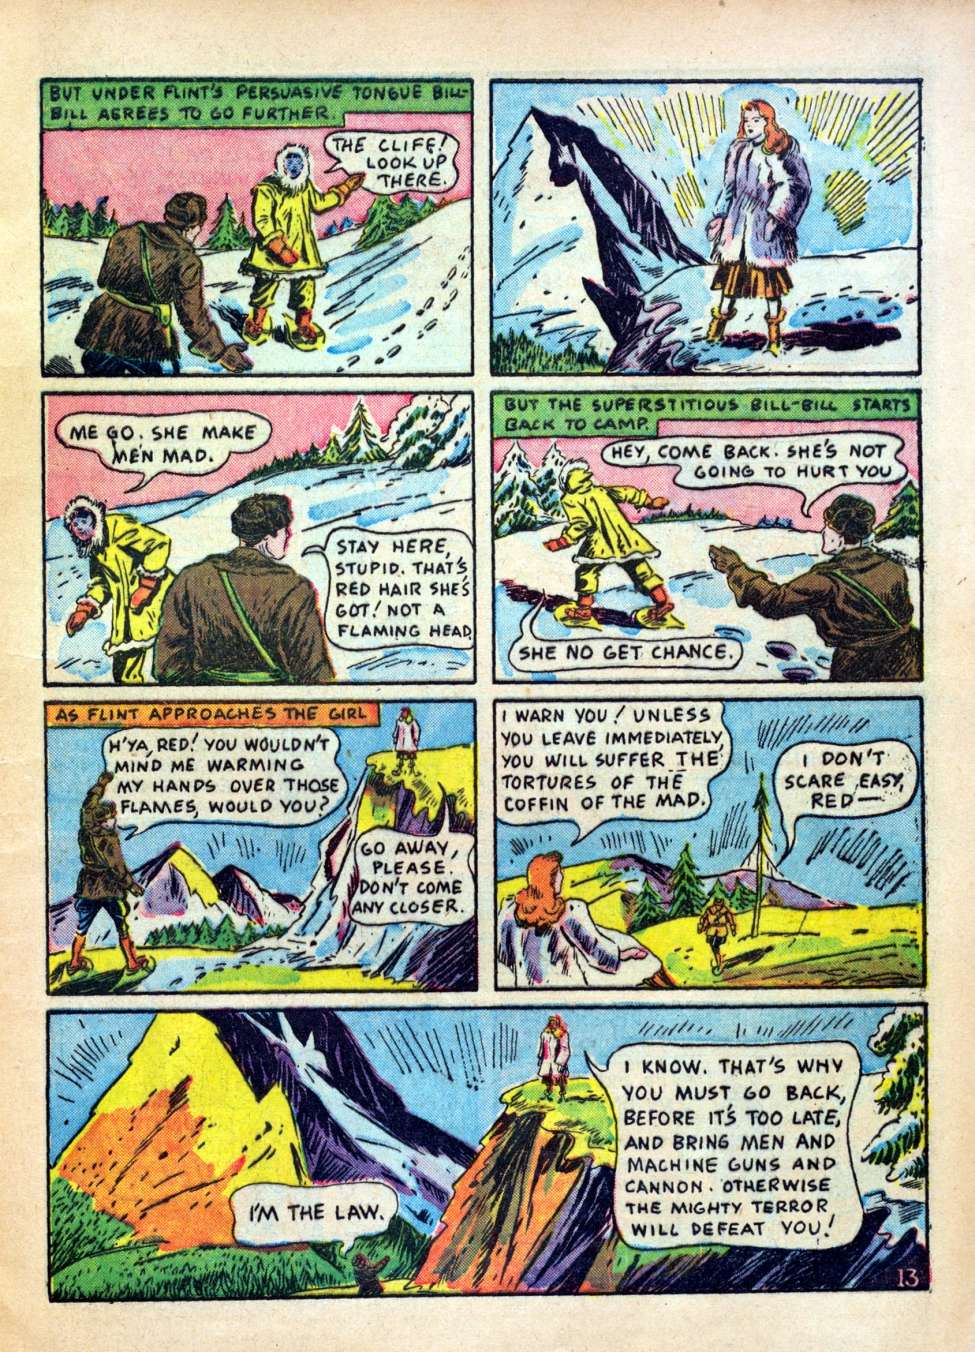 BUT UNDER FLINT'S PERSUASIVE TONGUE BILL-
BILL AGREES TO GO FURTHER.
THE CLIFF!
LOOK UP
THERE.
ME GO. SHE MAKE
MEN MAD.
STAY HERE,
STUPID. THAT'S
RED HAIR SHE'S
GOT! NOT A
FLAMING HEAD
BUT THE SUPERSTITIOUS BILL-BILL STARTS
BACK TO CAMP.
HEY, COME BACK. SHE'S NOT
GOING TO HURT YOU
SHE NO GET CHANCE.
AS FLINT APPROACHES THE GIRL
H'YA, RED! YOU WOULDN'T
MIND ME WARMING
MY HANDS OVER THOSE
FLAMES, WOULD YOU?
GO AWAY,
PLEASE.
DON'T COME
ANY CLOSER.
I WARN YOU! UNLESS
YOU LEAVE IMMEDIATELY,
YOU WILL SUFFER THE
TORTURES OF THE
COFFIN OF THE MAD.
I DON'T
SCARE EASY,
RED—
I'M THE LAW.
I KNOW. THAT'S WHY
YOU MUST GO BACK,
BEFORE IT'S TOO LATE,
AND BRING MEN AND
MACHINE GUNS AND
CANNON. OTHERWISE
THE MIGHTY TERROR
WILL DEFEAT YOU!
13